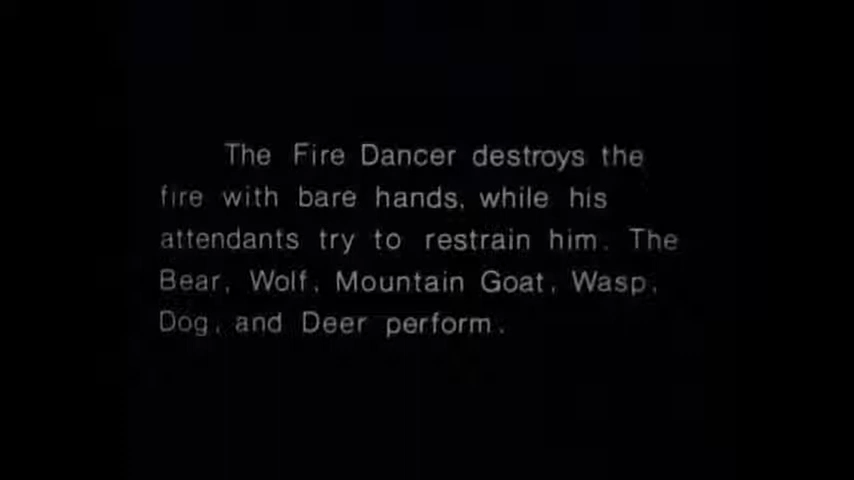 The Fire Dancer destroys the
fire with bare hands, while his
attendants try to restrain him. The
Bear, Wolf, Mountain Goat, Wasp,
Dog, and Deer perform.